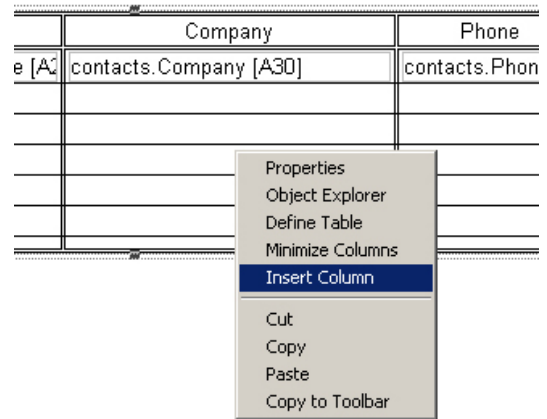 Company Phone
e [A2 contacts.Company [A30] contacts.Phon
Properties
Object Explorer
Define Table
Minimize Columns
Insert Column
Cut
Copy
Paste
Copy to Toolbar